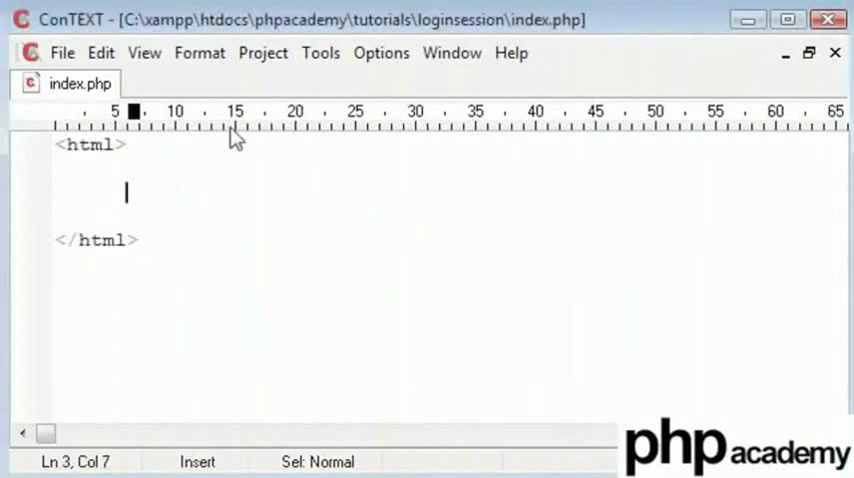 ConTEXT - [C:\xampp\htdocs\phpacademy\tutorials\loginsession\index.php]
File Edit View Format Project Tools Options Window Help
index.php
5 10 15 20 25 30 35 40 45 50 55 60 65
<html>
</html>
Ln 3, Col 7 Insert Sel: Normal
php academy